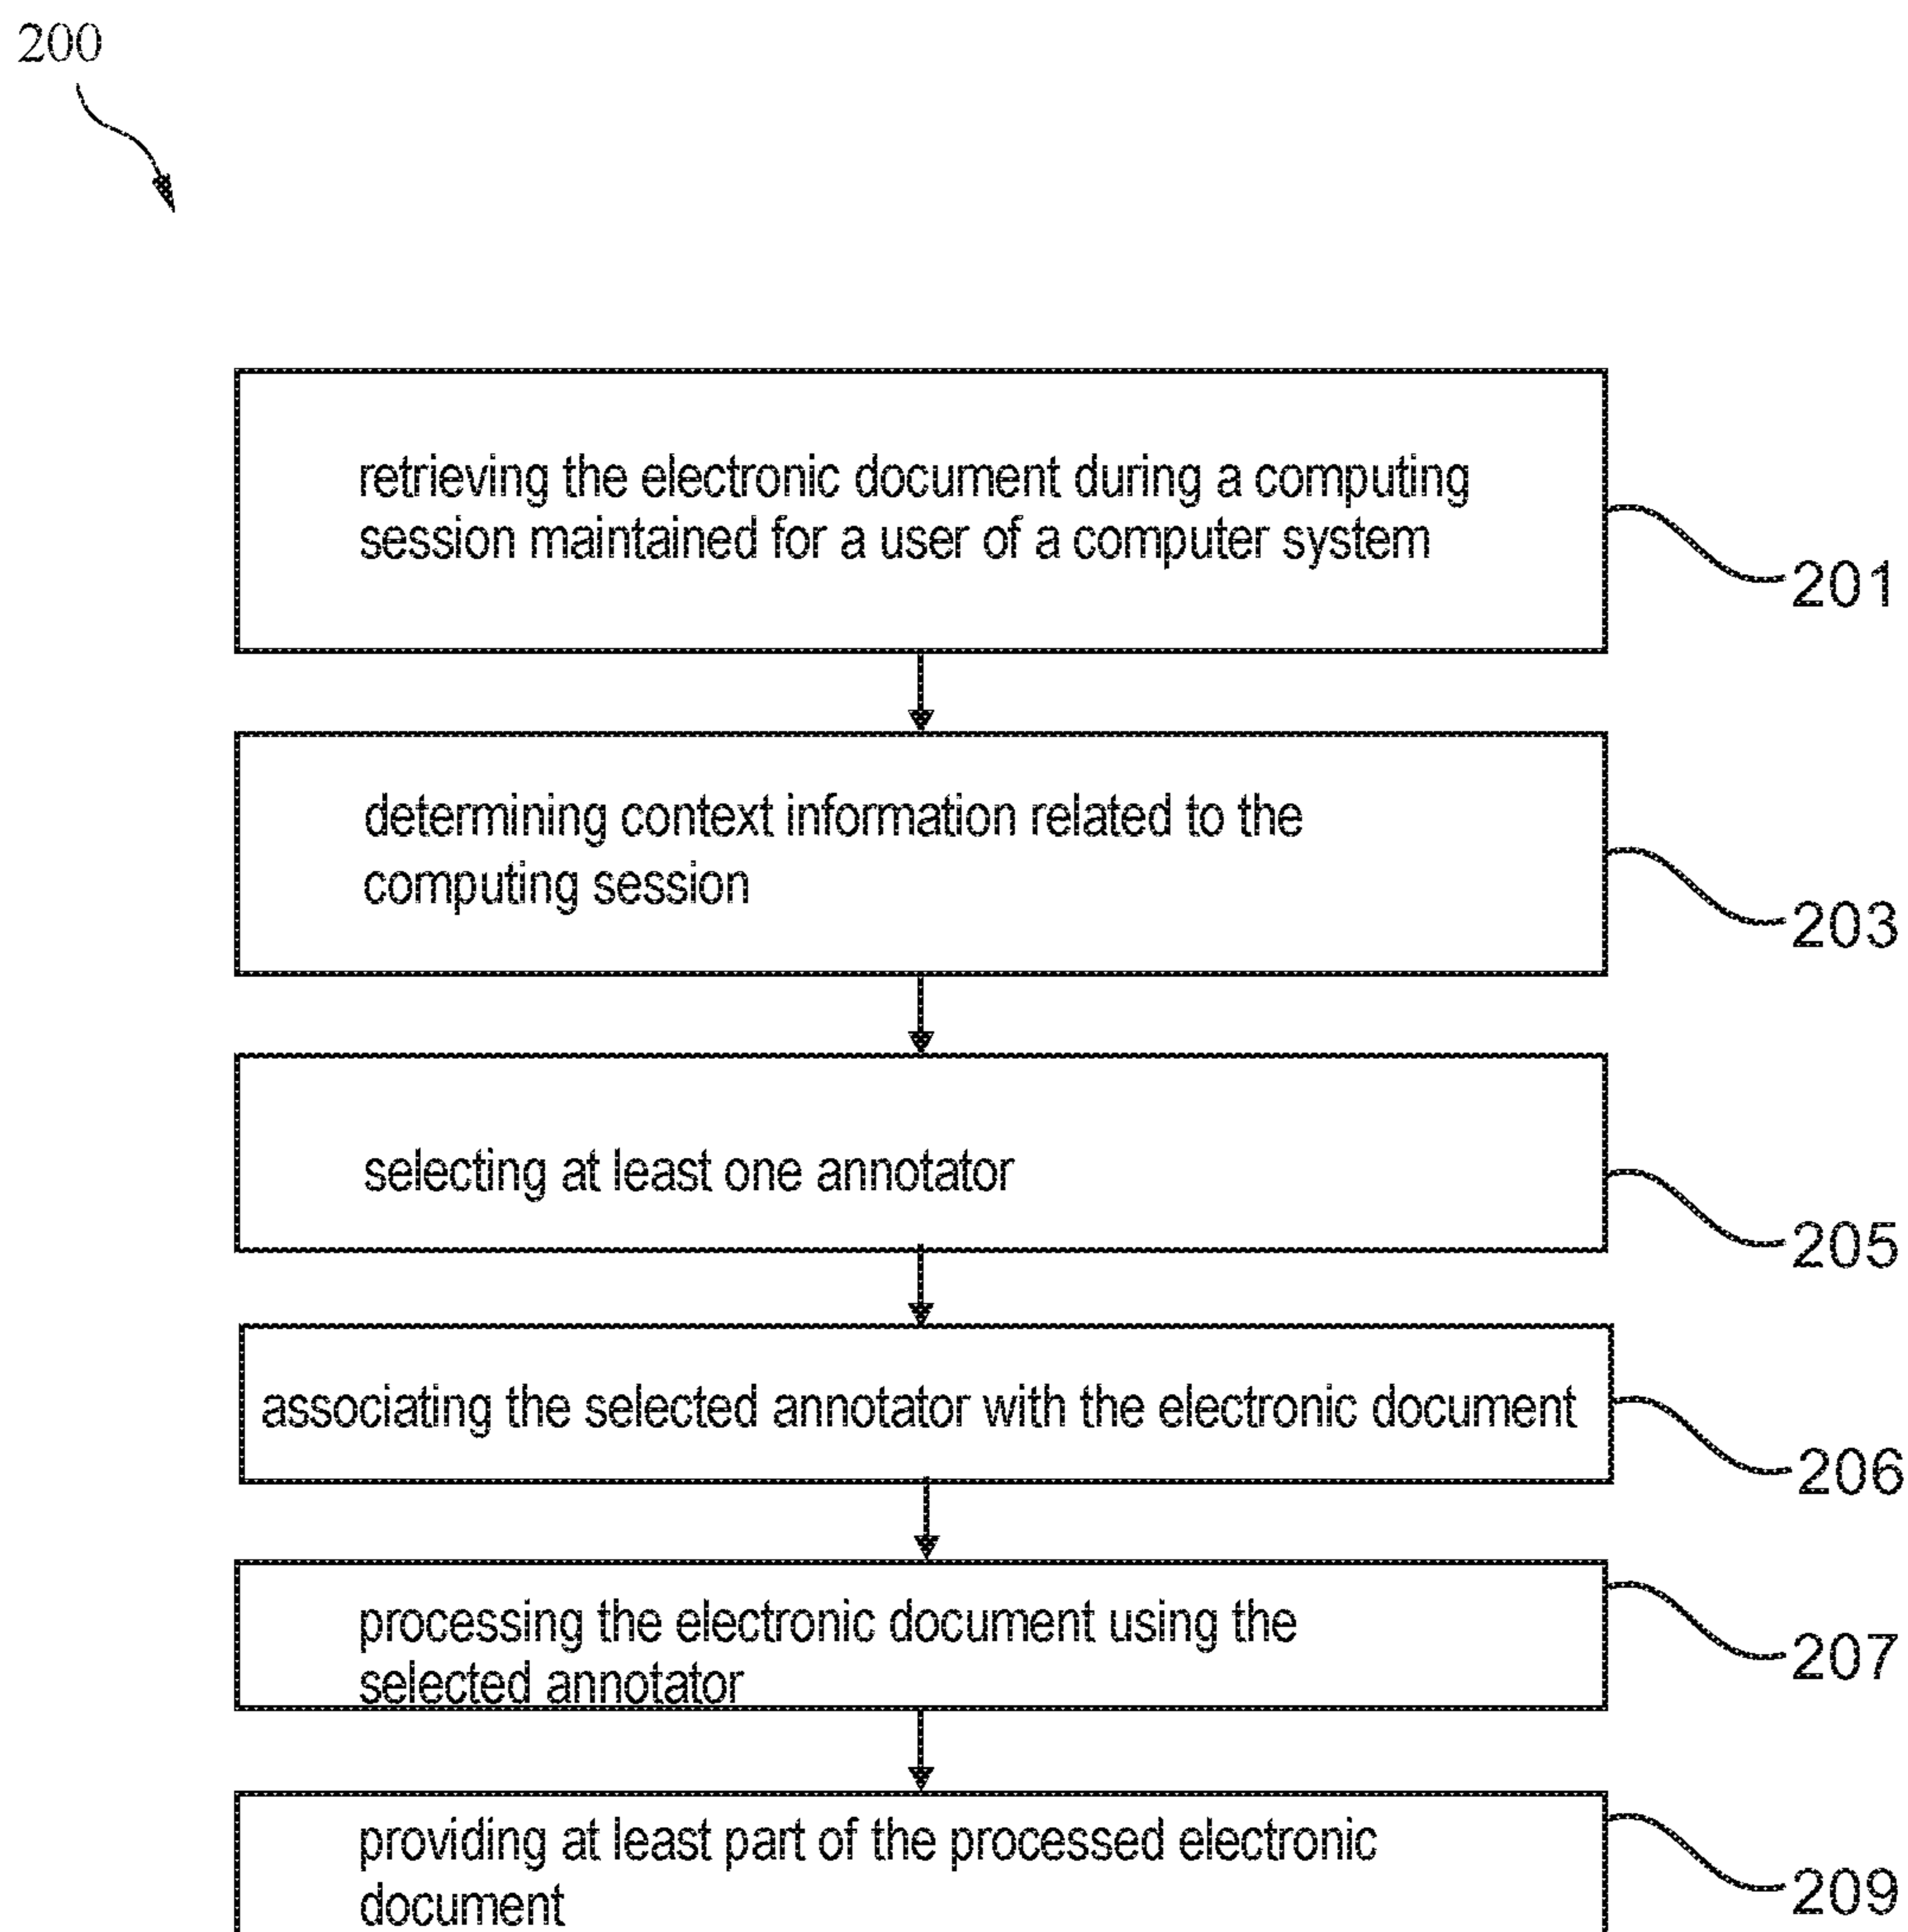 200
retrieving the electronic document during a computing
session maintained for a user of a computer system
201
determining context information related to the
computing session
203
selecting at least one annotator
205
associating the selected annotator with the electronic document
206
processing the electronic document using the
selected annotator
207
providing at least part of the processed electronic
document
209